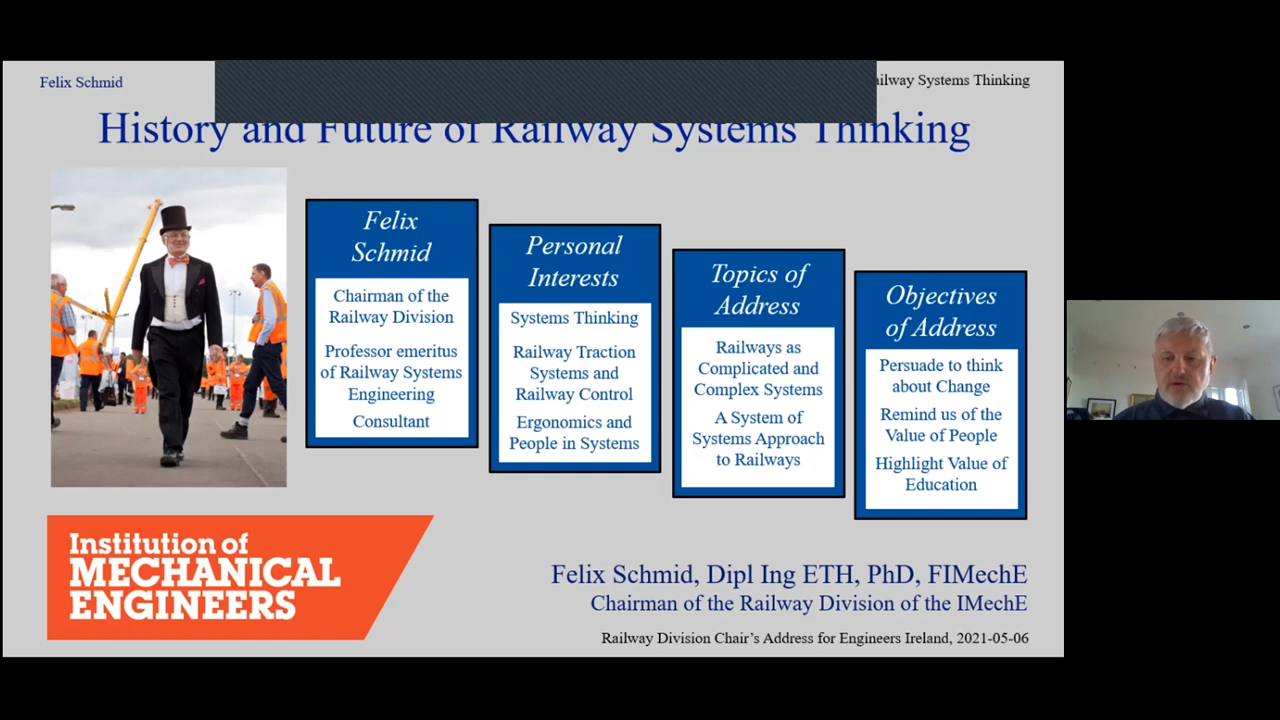 Felix Schmid
Railway Systems Thinking
History and Future of Railway Systems Thinking
Felix
Schmid
Chairman of the
Railway Division
Professor emeritus
of Railway Systems
Engineering
Consultant
Personal
Interests
Systems Thinking
Railway Traction
Systems and
Railway Control
Ergonomics and
People in Systems
Topics of
Address
Railways as
Complicated and
Complex Systems
A System of
Systems Approach
to Railways
Objectives
of Address
Persuade to think
about Change
Remind us of the
Value of People
Highlight Value of
Education
Institution of
MECHANICAL
ENGINEERS
Felix Schmid, Dipl Ing ETH, PhD, FIMechE
Chairman of the Railway Division of the IMechE
Railway Division Chair's Address for Engineers Ireland, 2021-05-06